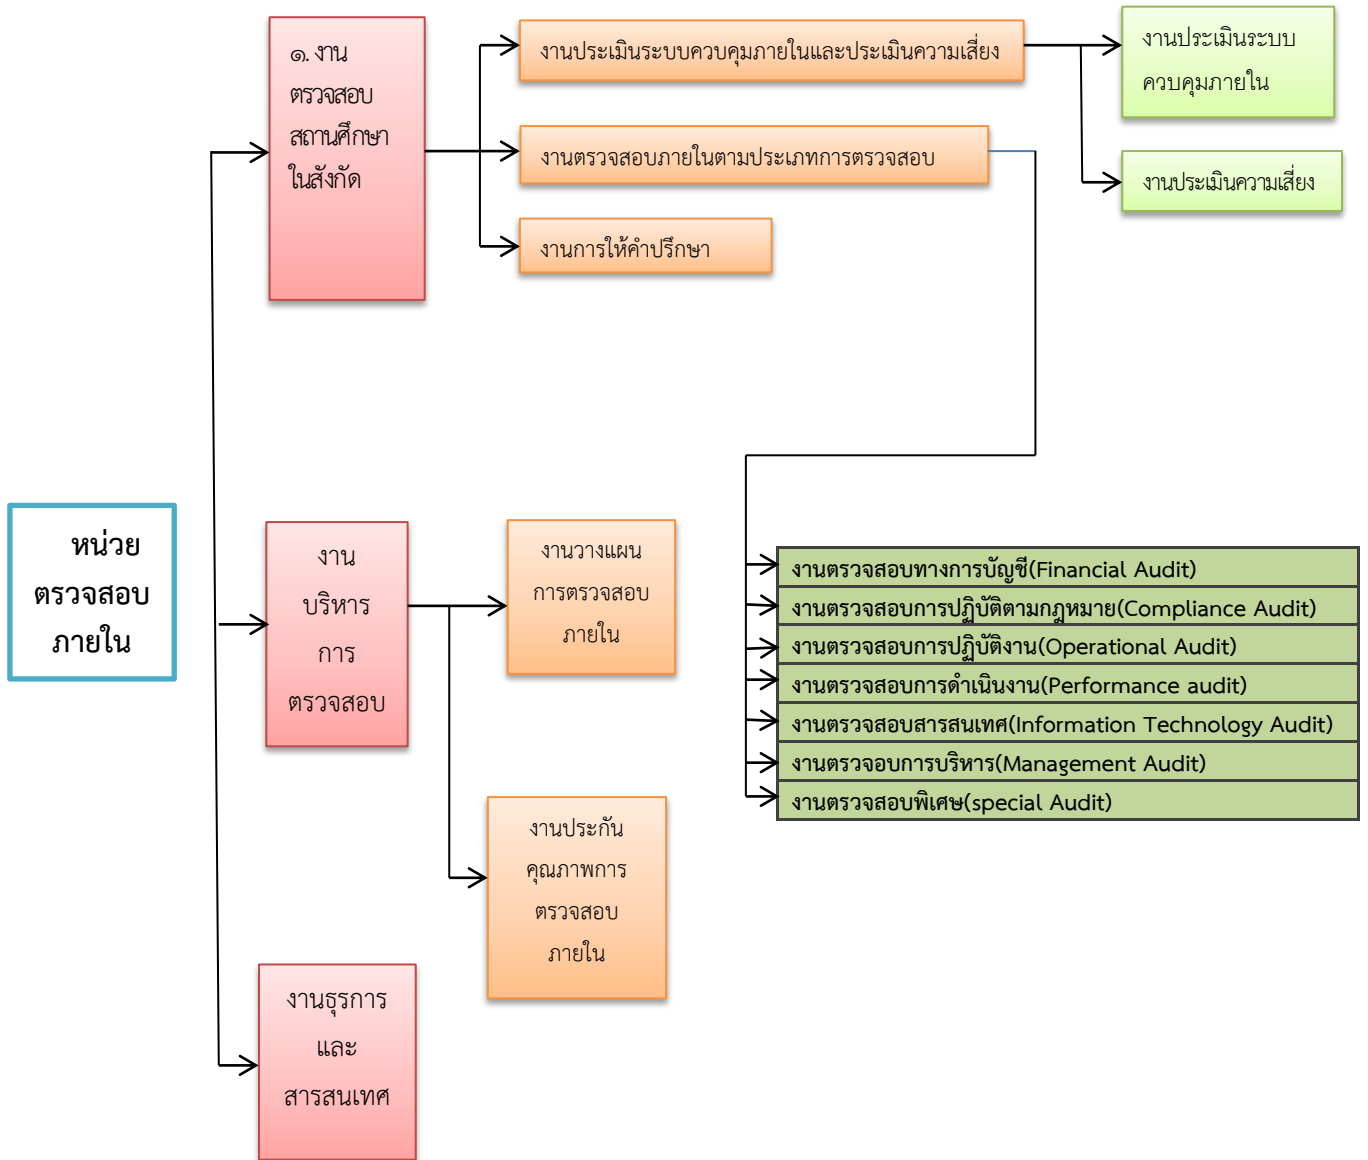 ๑. งาน
ตรวจสอบ
สถานศึกษา
ในสังกัด
งานประเมินระบบควบคุมภายในและประเมินความเสี่ยง
งานตรวจสอบภายในตามประเภทการตรวจสอบ
งานการให้คำปรึกษา
งานประเมินระบบ
ควบคุมภายใน
งานประเมินความเสี่ยง
หน่วย
ตรวจสอบ
ภายใน
งาน
บริหาร
การ
ตรวจสอบ
งานวางแผน
การตรวจสอบ
ภายใน
งานประกัน
คุณภาพการ
ตรวจสอบ
ภายใน
งานตรวจสอบทางการบัญชี(Financial Audit)
งานตรวจสอบการปฏิบัติตามกฎหมาย(Compliance Audit)
งานตรวจสอบการปฏิบัติงาน(Operational Audit)
งานตรวจสอบการดำเนินงาน(Performance audit)
งานตรวจสอบสารสนเทศ(Information Technology Audit)
งานตรวจอบการบริหาร(Management Audit)
งานตรวจสอบพิเศษ(special Audit)
งานธุรการ
และ
สารสนเทศ